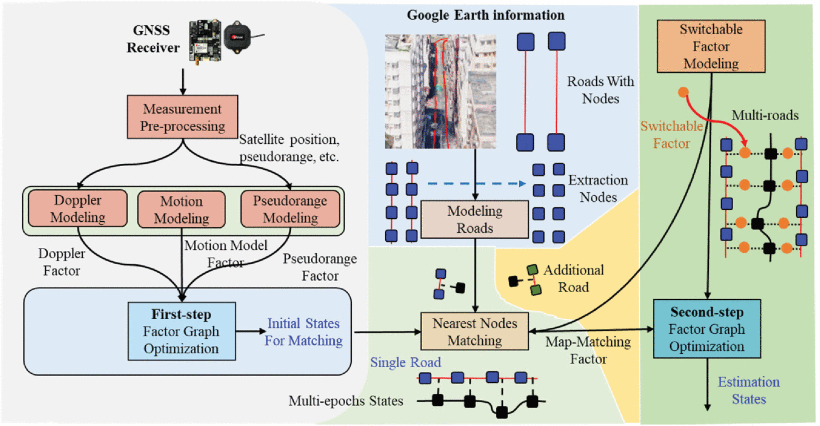 GNSS
Receiver
Measurement
Pre-processing
Satellite position,
pseudorange, etc.
Doppler
Modeling
Motion
Modeling
Pseudorange
Modeling
Doppler
Factor
Motion Model
Factor
Pseudorange
Factor
First-step
Factor Graph
Optimization
Initial States
For Matching
Google Earth information
Roads With
Nodes
Extraction
Nodes
Modeling
Roads
Additional
Road
Nearest Nodes
Matching
Map-Matching
Factor
Single Road
Multi-epochs States
Switchable
Factor
Modeling
Switchable
Factor
Multi-roads
Second-step
Factor Graph
Optimization
Estimation
States